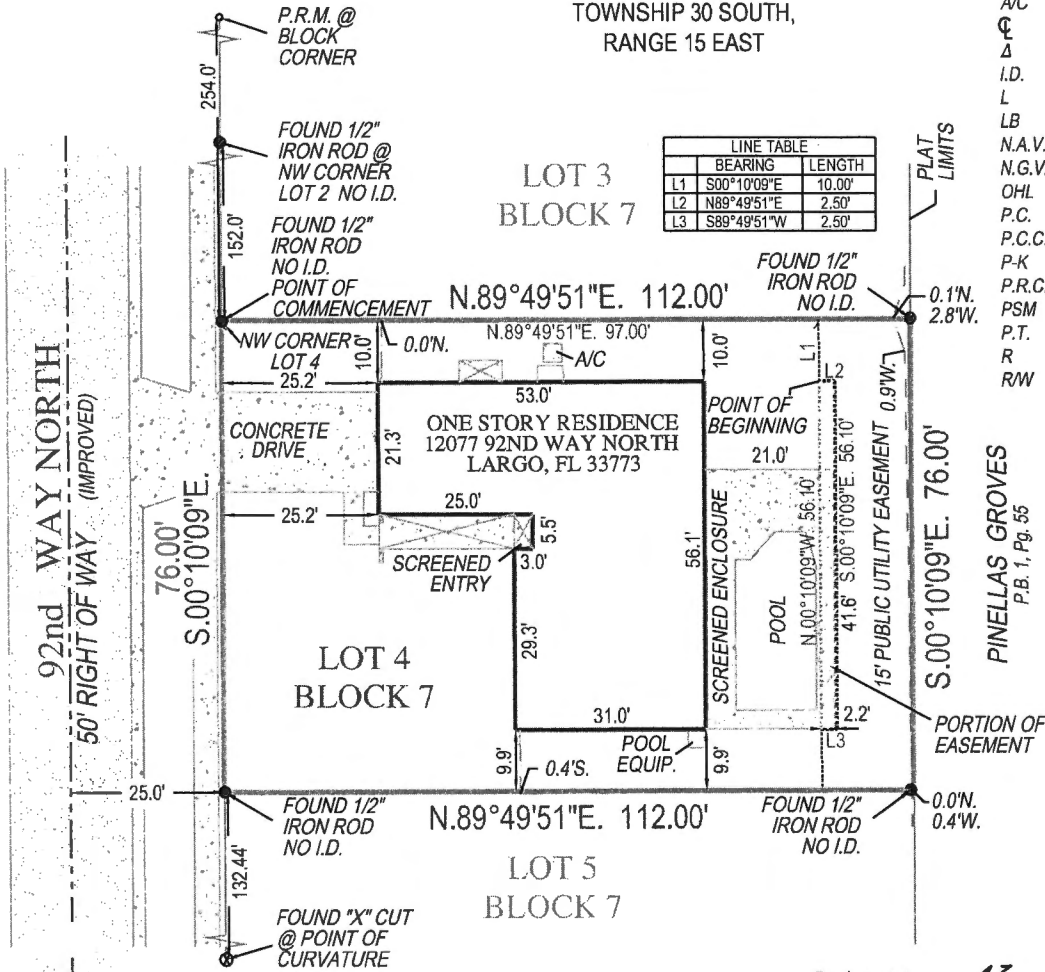 P.R.M. @
BLOCK
CORNER
TOWNSHIP 30 SOUTH,
RANGE 15 EAST
A/C
℄
Δ
I.D.
L
LB
N.A.V.
N.G.V.
OHL
P.C.
P.C.C.
P-K
P.R.C.
PSM
P.T.
R
R/W
254.0'
FOUND 1/2"
IRON ROD @
NW CORNER
LOT 2 NO I.D.
LOT 3
BLOCK 7
LINE TABLE
BEARING LENGTH
L1 S00°10'09"E 10.00'
L2 N89°49'51"E 2.50'
L3 S89°49'51"W 2.50'
PLAT
LIMITS
152.0'
FOUND 1/2"
IRON ROD
NO I.D.
POINT OF
COMMENCEMENT
N.89°49'51"E. 112.00'
FOUND 1/2"
IRON ROD
NO I.D.
0.1'N.
2.8'W.
NW CORNER
LOT 4
10.0'
0.0'N.
N.89°49'51"E. 97.00'
A/C
10.0'
L1
L2
25.2'
53.0'
ONE STORY RESIDENCE
12077 92ND WAY NORTH
LARGO, FL 33773
POINT OF
BEGINNING
0.9'W.
CONCRETE
DRIVE
21.3'
21.0'
92nd WAY NORTH
50' RIGHT OF WAY (IMPROVED)
76.00'
S.00°10'09"E.
25.2'
25.0'
5.5'
3.0'
SCREENED
ENTRY
56.1'
SCREENED ENCLOSURE
POOL
N.00°10'09"W. 56.10'
41.6'
S.00°10'09"E. 56.10'
15' PUBLIC UTILITY EASEMENT
S.00°10'09"E. 76.00'
PINELLAS GROVES
P.B. 1, Pg. 55
LOT 4
BLOCK 7
29.3'
31.0'
2.2'
L3
PORTION OF
EASEMENT
9.9'
0.4'S.
POOL
EQUIP.
9.9'
25.0'
FOUND 1/2"
IRON ROD
NO I.D.
N.89°49'51"E. 112.00'
FOUND 1/2"
IRON ROD
NO I.D.
0.0'N.
0.4'W.
132.44'
LOT 5
BLOCK 7
FOUND "X" CUT
@ POINT OF
CURVATURE